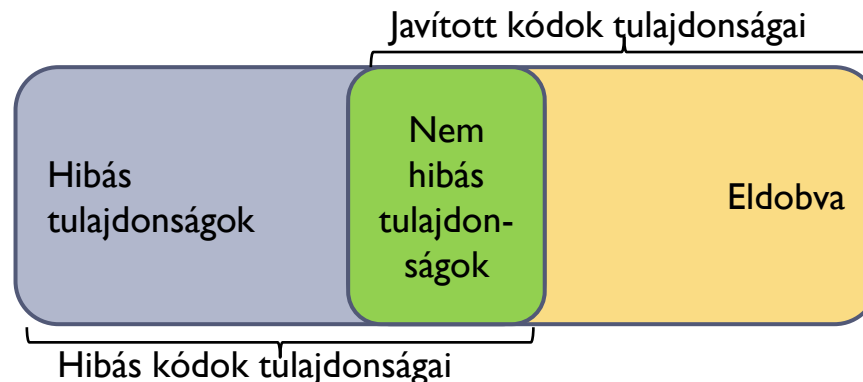 Javított kódok tulajdonságai
Hibás
tulajdonságok
Nem
hibás
tulajdon-
ságok
Eldobva
Hibás kódok tulajdonságai